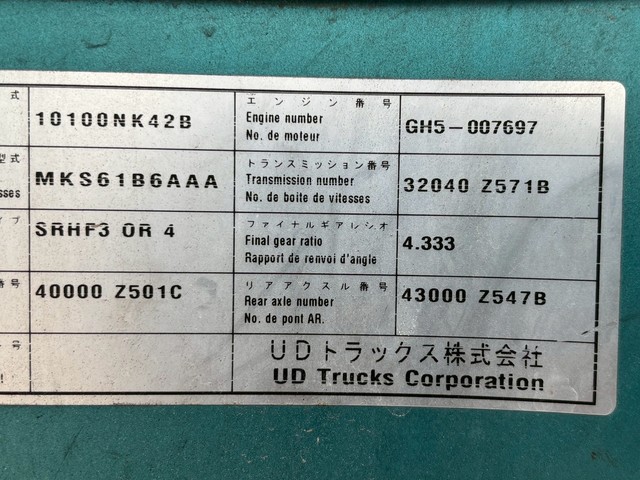 式
10100NK42B
エンジン番号
Engine number
No. de moteur
GH5-007697
型式
sses
MKS61B6AAA
トランスミッション番号
Transmission number
No. de boite de vitesses
32040 Z571B
イプ
SRHF3 OR 4
ファイナルギアレシオ
Final gear ratio
Rapport de renvoi d'angle
4.333
番号
40000 Z501C
リアアクスル番号
Rear axle number
No. de pont AR.
43000 Z547B
号
UDトラックス株式会社
UD Trucks Corporation